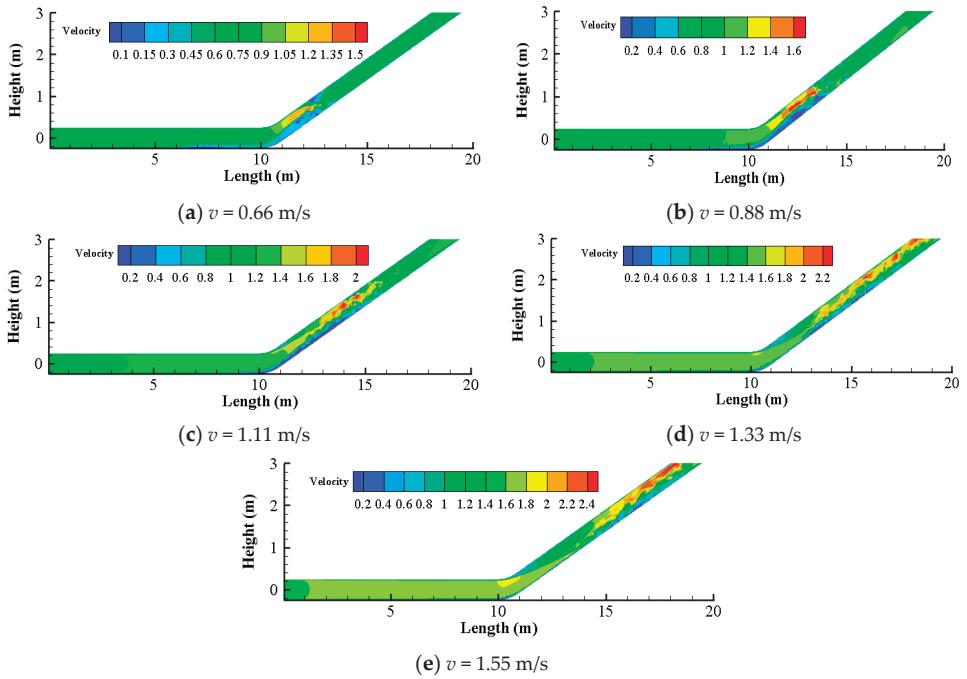 Velocity
0.1 0.15 0.3 0.45 0.6 0.75 0.9 1.05 1.2 1.35 1.5
Height (m)
3
2
1
0
5 10 15 20
Length (m)
(a) v = 0.66 m/s
Velocity
0.2 0.4 0.6 0.8 1 1.2 1.4 1.6
Height (m)
3
2
1
0
5 10 15 20
Length (m)
(b) v = 0.88 m/s
Velocity
0.2 0.4 0.6 0.8 1 1.2 1.4 1.6 1.8 2
Height (m)
3
2
1
0
5 10 15 20
Length (m)
(c) v = 1.11 m/s
Velocity
0.2 0.4 0.6 0.8 1 1.2 1.4 1.6 1.8 2 2.2
Height (m)
3
2
1
0
5 10 15 20
Length (m)
(d) v = 1.33 m/s
Velocity
0.2 0.4 0.6 0.8 1 1.2 1.4 1.6 1.8 2 2.2 2.4
Height (m)
3
2
1
0
5 10 15 20
Length (m)
(e) v = 1.55 m/s